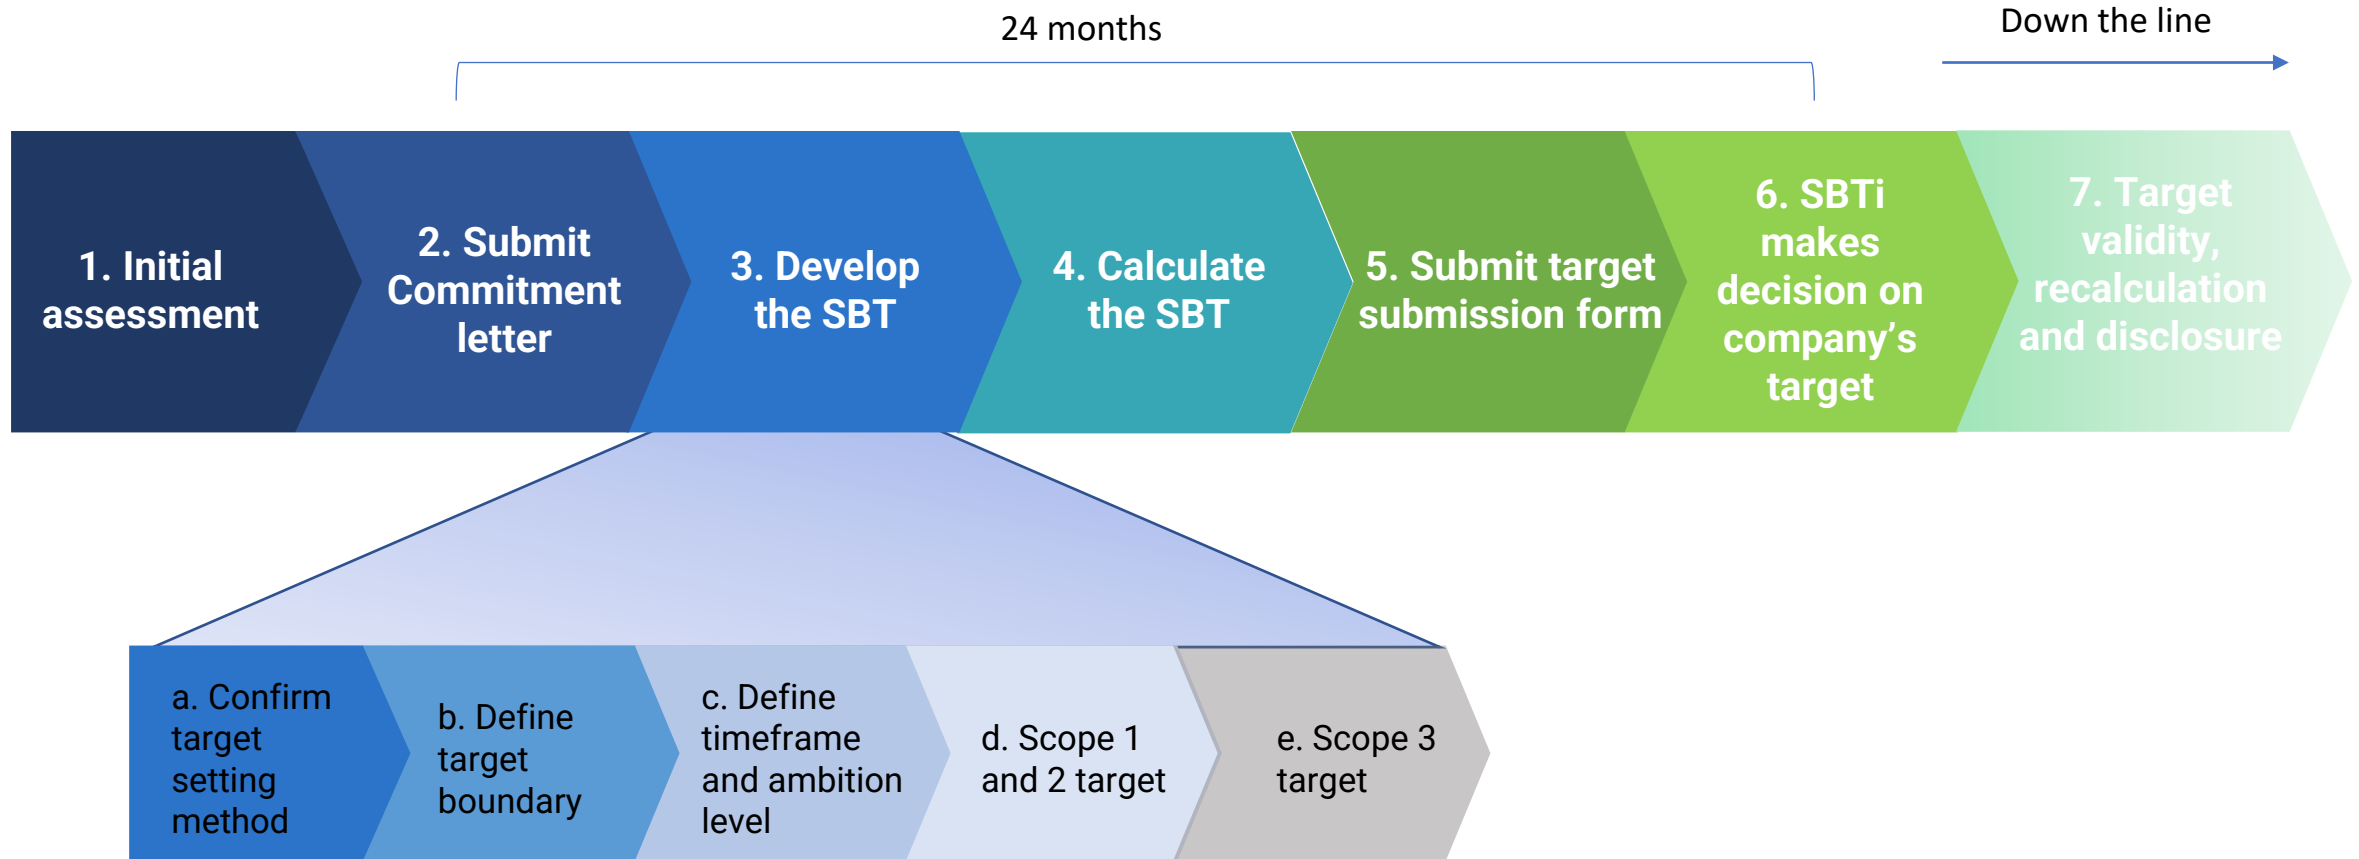 24 months
Down the line
1. Initial
assessment
2. Submit
Commitment
letter
3. Develop
the SBT
4. Calculate
the SBT
5. Submit target
submission form
6. SBTi
makes
decision on
company’s
target
7. Target
validity,
recalculation
and disclosure
a. Confirm
target
setting
method
b. Define
target
boundary
c. Define
timeframe
and ambition
level
d. Scope 1
and 2 target
e. Scope 3
target